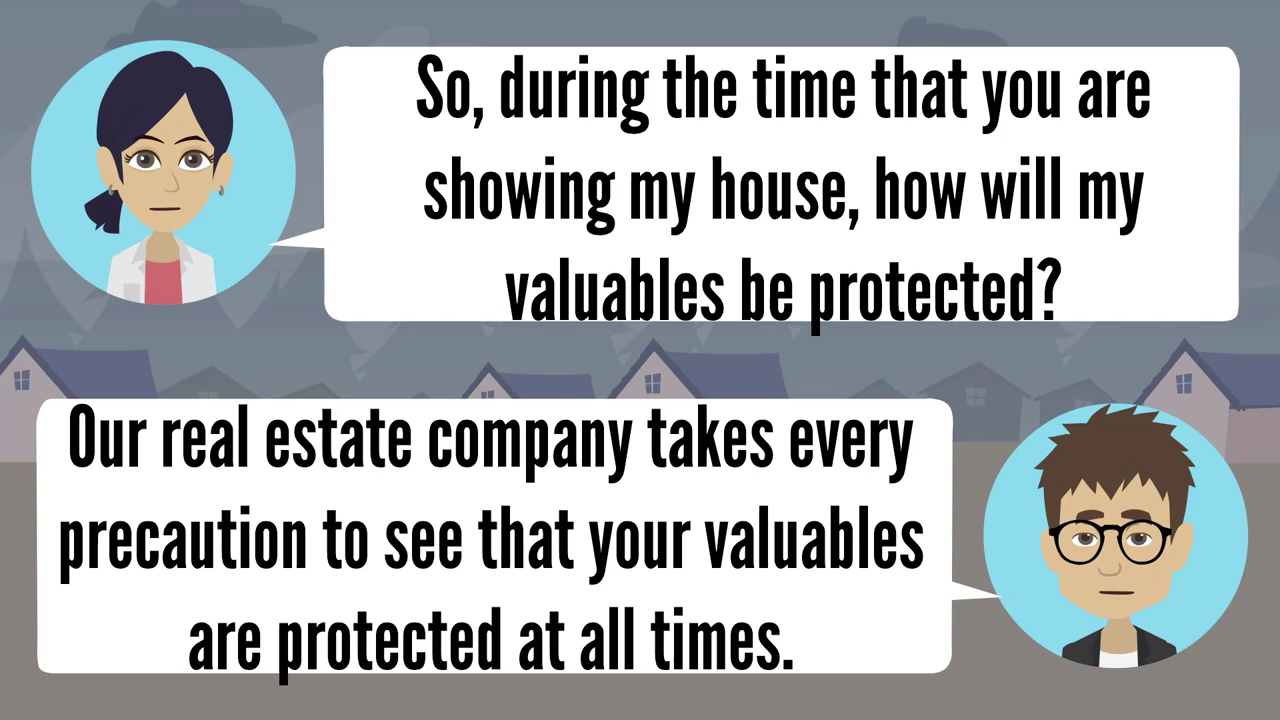 So, during the time that you are
showing my house, how will my
valuables be protected?
Our real estate company takes every
precaution to see that your valuables
are protected at all times.